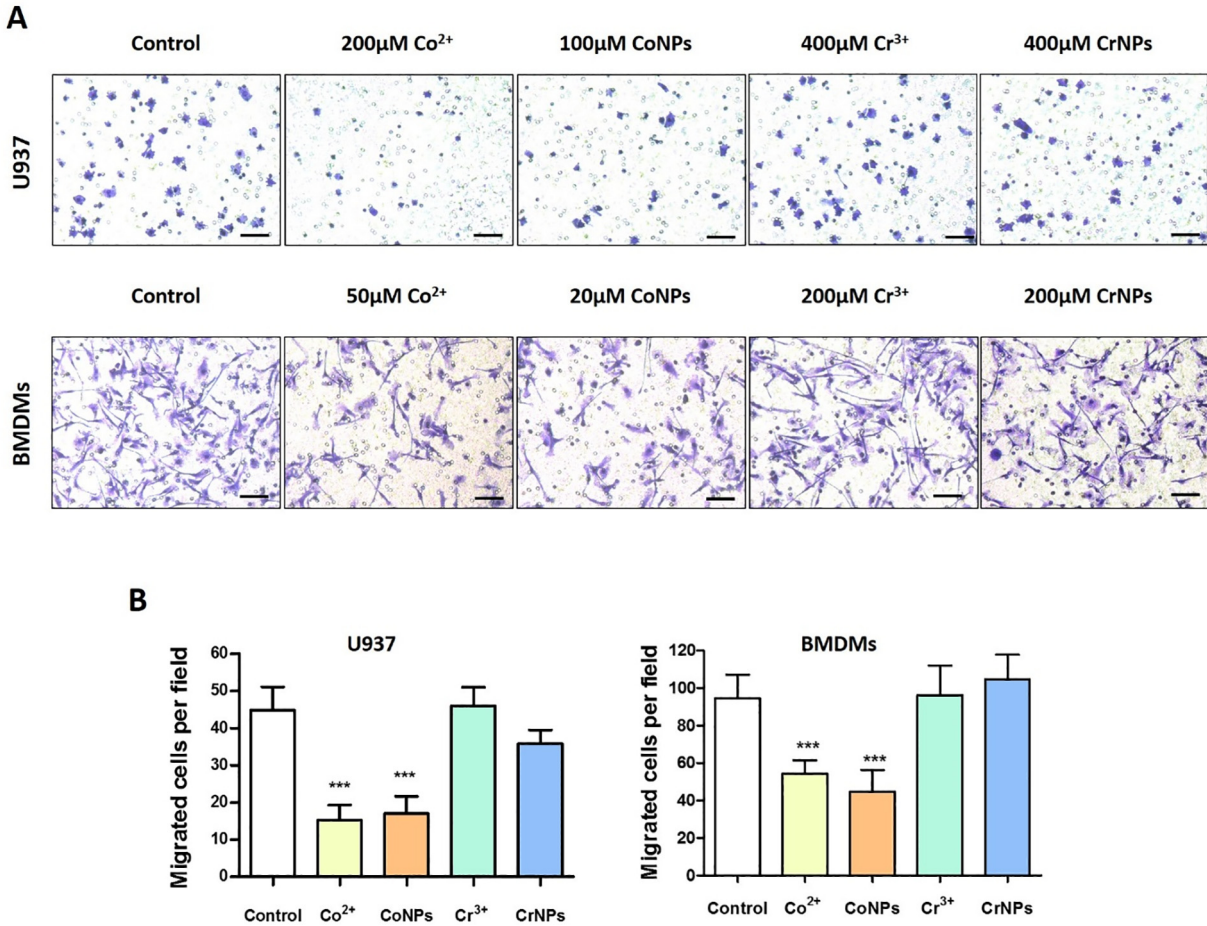 A
Control 200μM Co²⁺ 100μM CoNPs 400μM Cr³⁺ 400μM CrNPs
U937
Control 50μM Co²⁺ 20μM CoNPs 200μM Cr³⁺ 200μM CrNPs
BMDMs
B
U937
Migrated cells per field
60
50
40
30
20
10
0
***
***
Control Co²⁺ CoNPs Cr³⁺ CrNPs
BMDMs
Migrated cells per field
120
100
80
60
40
20
0
***
***
Control Co²⁺ CoNPs Cr³⁺ CrNPs